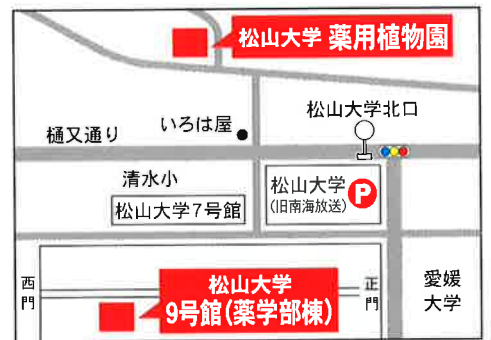 松山大学 薬用植物園
松山大学北口
いろは屋
樋又通り
清水小
松山大学7号館
松山大学
(旧南海放送)
P
西門
松山大学
9号館(薬学部棟)
正門
愛媛
大学